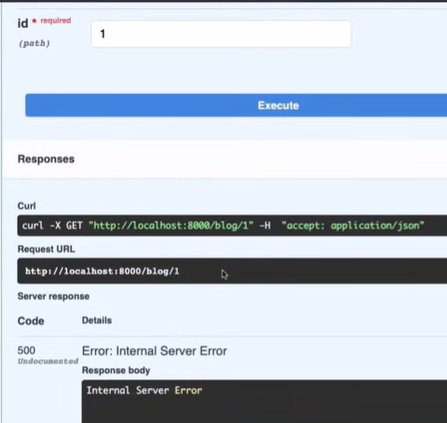 id * required
(path)
1
Execute
Responses
Curl
curl -X GET "http://localhost:8000/blog/1" -H  "accept: application/json"
Request URL
http://localhost:8000/blog/1
Server response
Code Details
500 Error: Internal Server Error
Undocumented
Response body
Internal Server Error